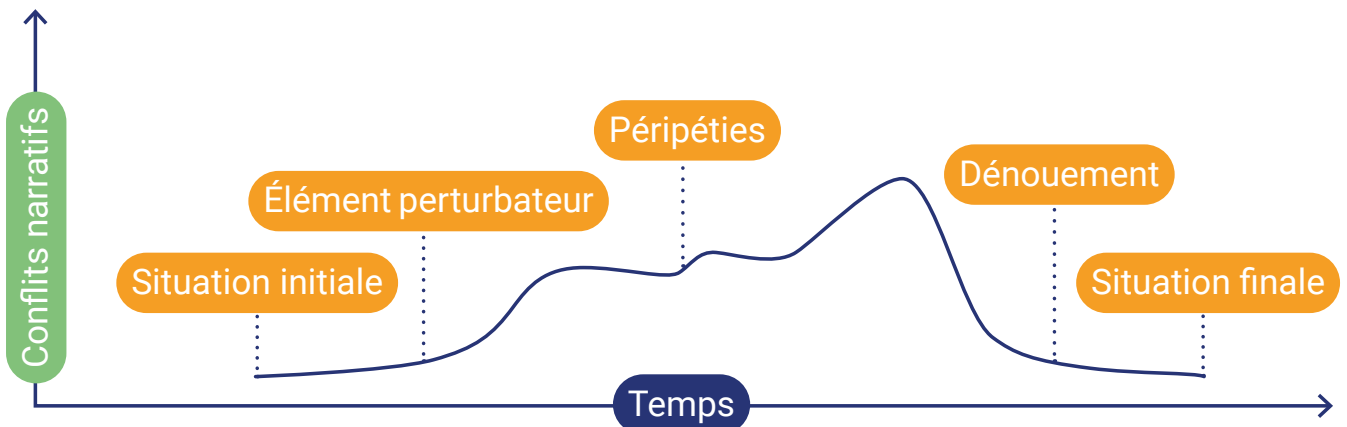 Conflits narratifs
Situation initiale
Élément perturbateur
Péripéties
Dénouement
Situation finale
Temps